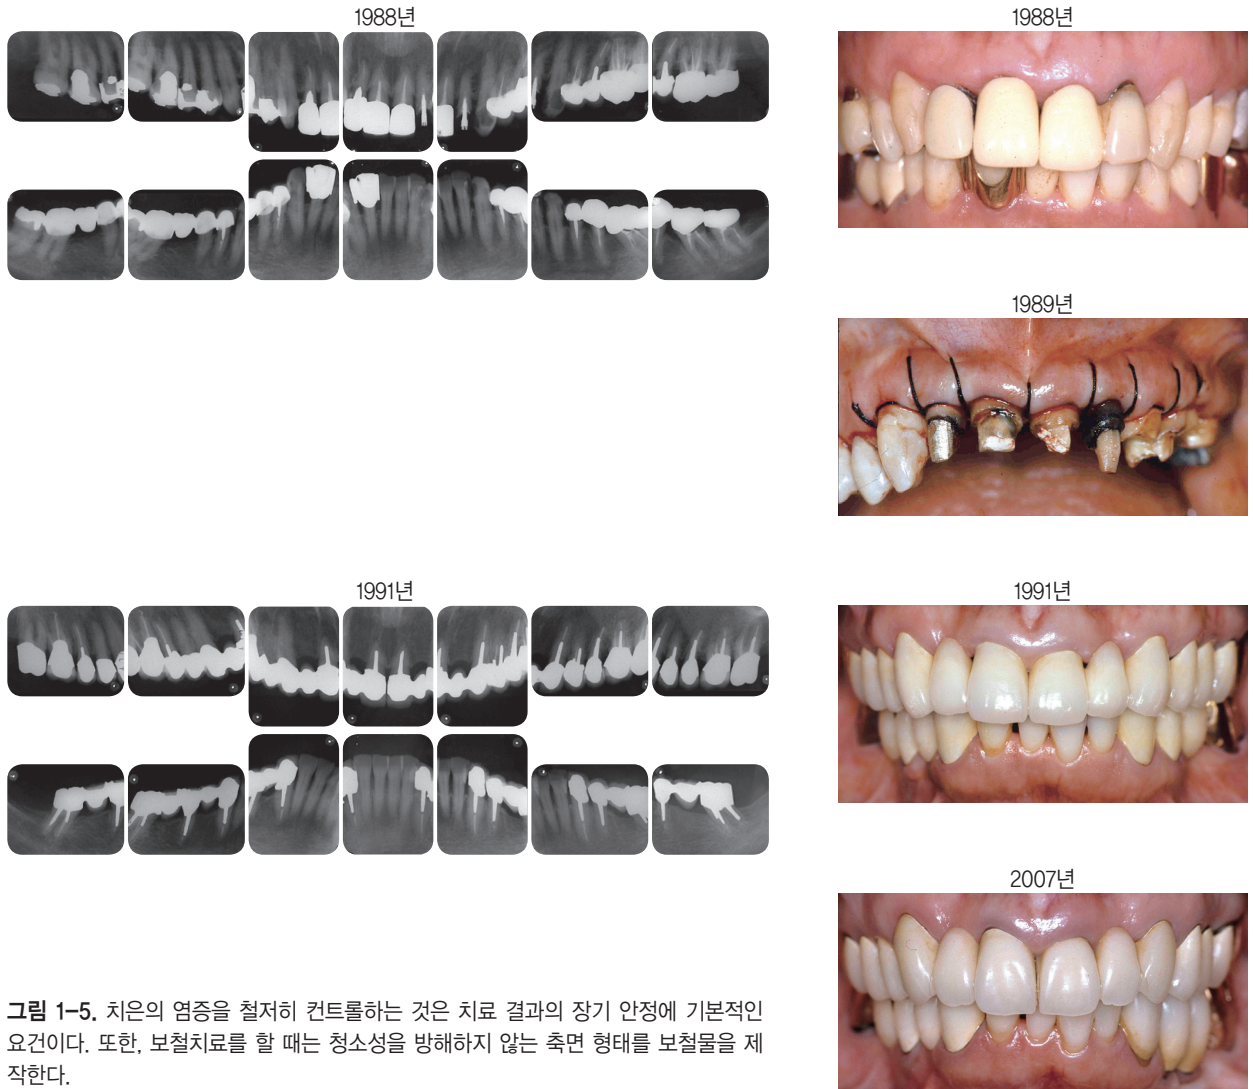 1988년
1988년
1989년
1991년
1991년
2007년
그림 1-5. 치은의 염증을 철저히 컨트롤하는 것은 치료 결과의 장기 안정에 기본적인
요건이다. 또한, 보철치료를 할 때는 청소성을 방해하지 않는 축면 형태를 보철물을 제
작한다.